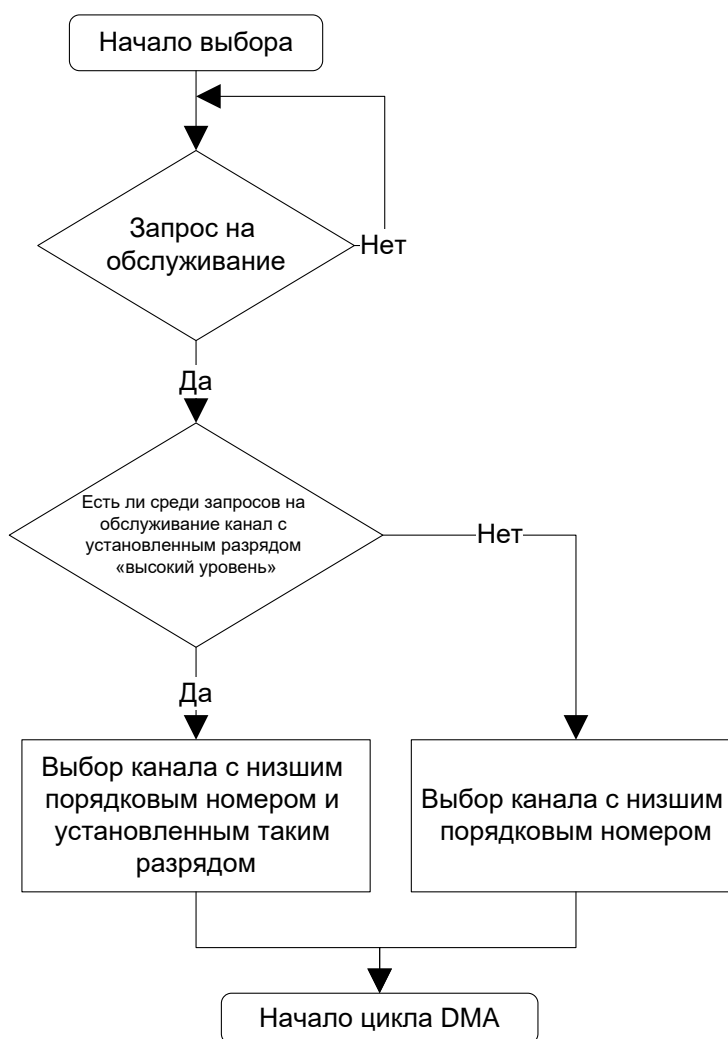 Начало выбора
Запрос на
обслуживание
Нет
Да
Есть ли среди запросов на
обслуживание канал с
установленным разрядом
«высокий уровень»
Нет
Да
Выбор канала с низшим
порядковым номером и
установленным таким
разрядом
Выбор канала с низшим
порядковым номером
Начало цикла DMA